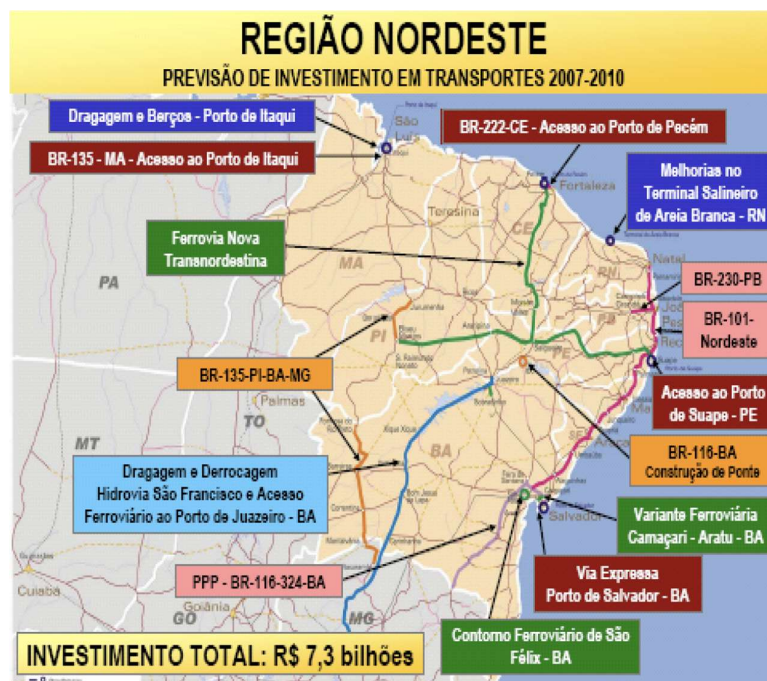 REGIÃO NORDESTE
PREVISÃO DE INVESTIMENTO EM TRANSPORTES 2007-2010
Dragagem e Berços - Porto de Itaqui
BR-135 - MA - Acesso ao Porto de Itaqui
BR-222-CE - Acesso ao Porto de Pecém
Melhorias no
Terminal Salineiro
de Areia Branca - RN
Ferrovia Nova
Transnordestina
BR-230-PB
BR-101-
Nordeste
Acesso ao Porto
de Suape - PE
BR-135-PI-BA-MG
BR-116-BA
Construção de Ponte
Dragagem e Derrocagem
Hidrovia São Francisco e Acesso
Ferroviário ao Porto de Juazeiro - BA
Variante Ferroviária
Camaçari - Aratu - BA
PPP - BR-116-324-BA
Via Expressa
Porto de Salvador - BA
Contorno Ferroviário de São
Félix - BA
INVESTIMENTO TOTAL: R$ 7,3 bilhões
São
Luís
Fortaleza
Teresina
Natal
Palmas
Salvador
Cuiabá
Goiânia
PA
MA
CE
RN
PB
PI
PE
TO
MT
BA
SE
GO
MG